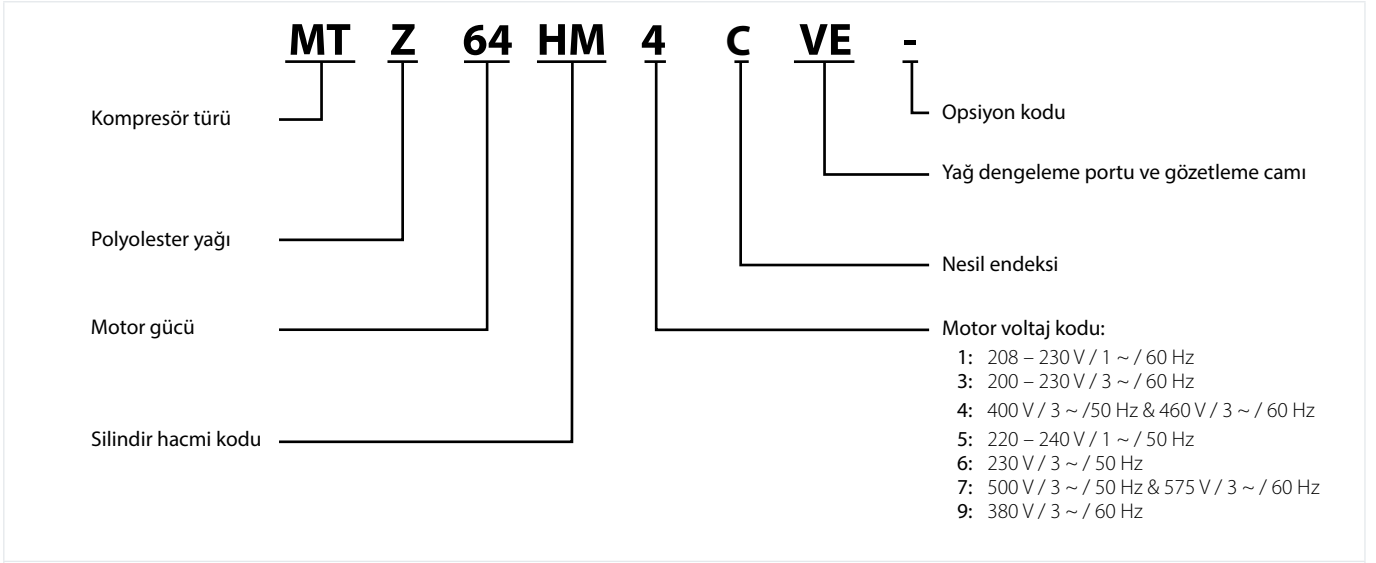 MT Z 64 HM 4 C VE -
Kompresör türü
Polyolester yağı
Motor gücü
Silindir hacmi kodu
Opsiyon kodu
Yağ dengeleme portu ve gözetleme camı
Nesil endeksi
Motor voltaj kodu:
1: 208 – 230 V / 1 ~ / 60 Hz
3: 200 – 230 V / 3 ~ / 60 Hz
4: 400 V / 3 ~ /50 Hz & 460 V / 3 ~ / 60 Hz
5: 220 – 240 V / 1 ~ / 50 Hz
6: 230 V / 3 ~ / 50 Hz
7: 500 V / 3 ~ / 50 Hz & 575 V / 3 ~ / 60 Hz
9: 380 V / 3 ~ / 60 Hz